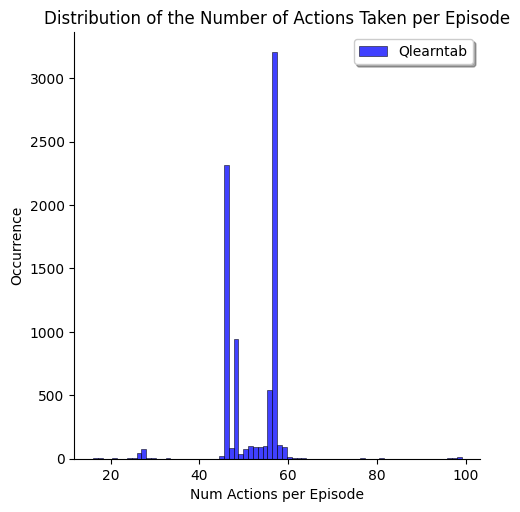 Distribution of the Number of Actions Taken per Episode
Qlearntab
3000
2500
2000
1500
1000
500
0
Occurrence
20 40 60 80 100
Num Actions per Episode